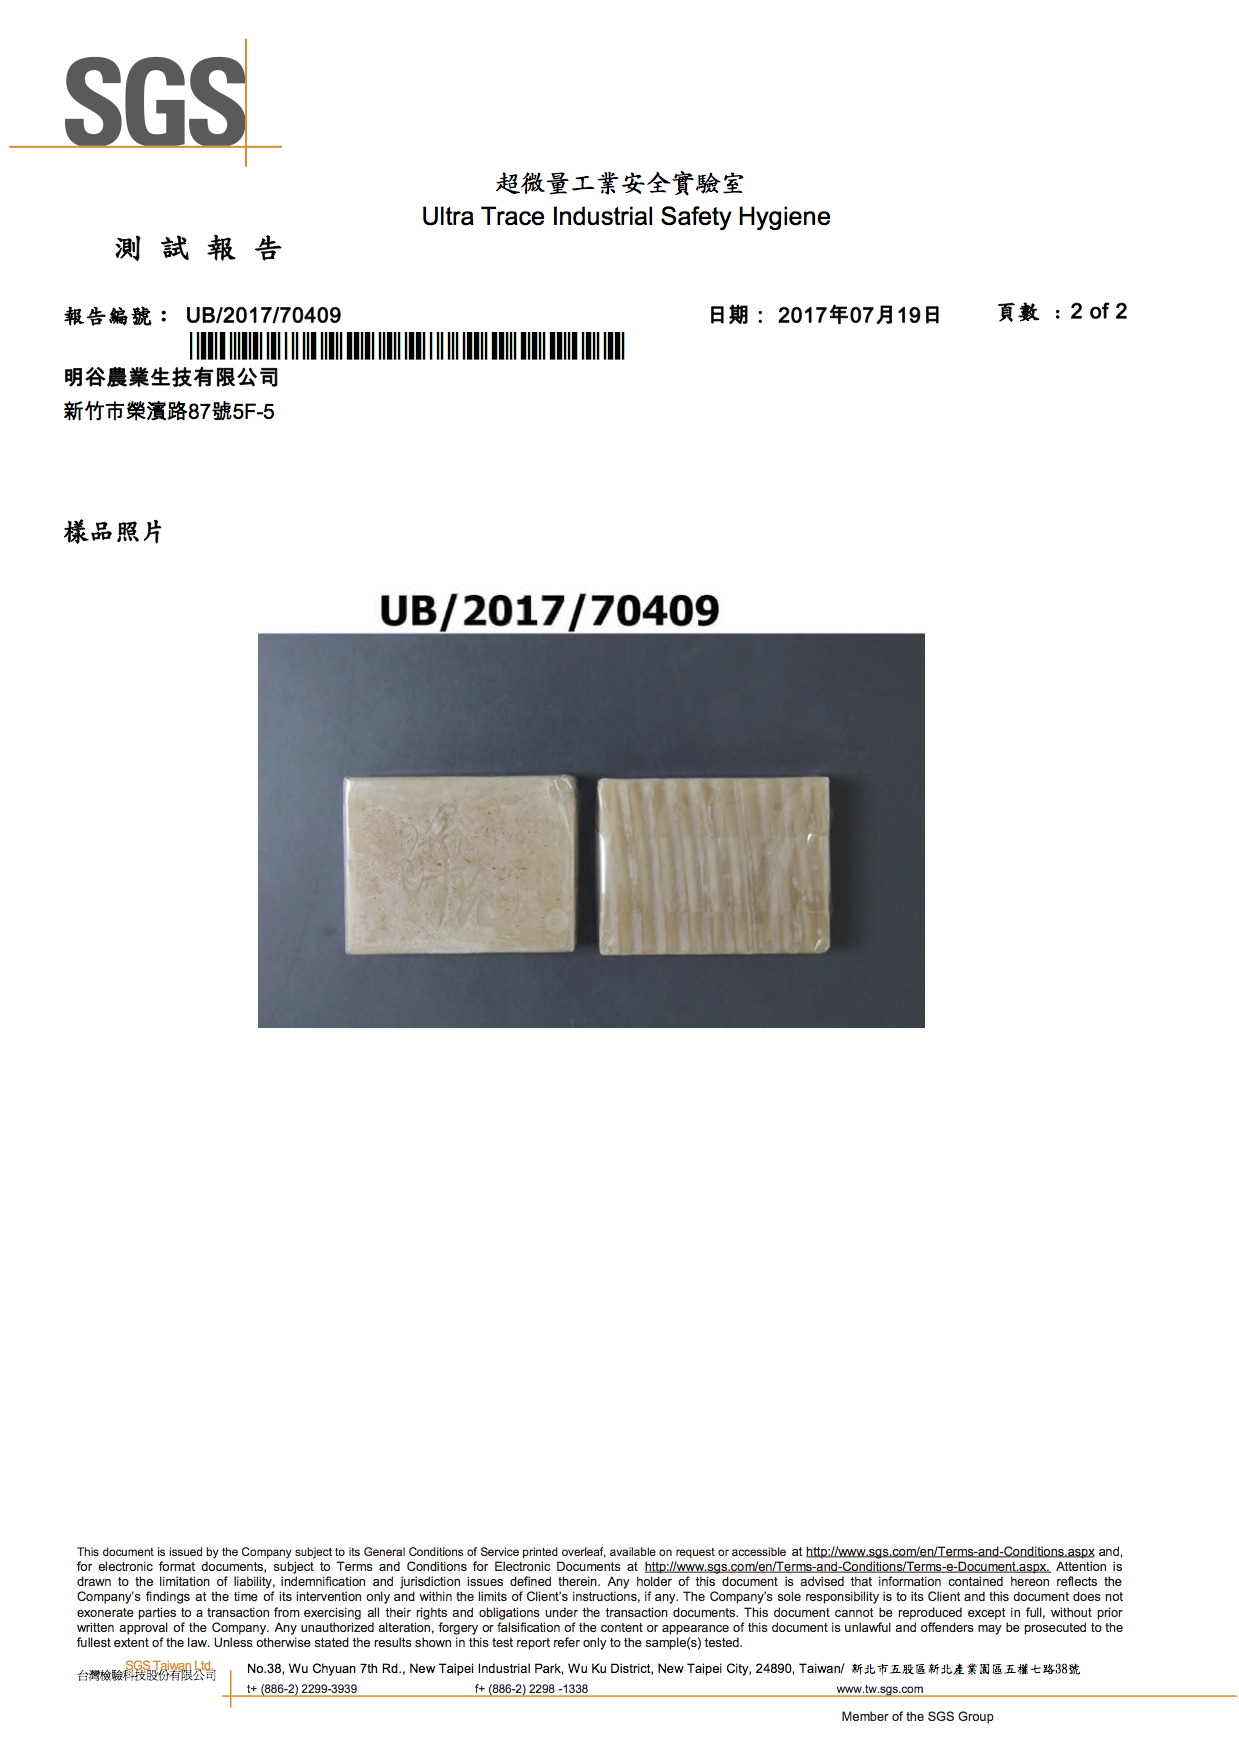 SGS
超微量工業安全實驗室
Ultra Trace Industrial Safety Hygiene
測 試 報 告
報告編號： UB/2017/70409 日期： 2017年07月19日 頁數 ：2 of 2
明谷農業生技有限公司
新竹市榮濱路87號5F-5
樣品照片
UB/2017/70409
This document is issued by the Company subject to its General Conditions of Service printed overleaf, available on request or accessible at http://www.sgs.com/en/Terms-and-Conditions.aspx and,
for electronic format documents, subject to Terms and Conditions for Electronic Documents at http://www.sgs.com/en/Terms-and-Conditions/Terms-e-Document.aspx. Attention is
drawn to the limitation of liability, indemnification and jurisdiction issues defined therein. Any holder of this document is advised that information contained hereon reflects the
Company's findings at the time of its intervention only and within the limits of Client's instructions, if any. The Company's sole responsibility is to its Client and this document does not
exonerate parties to a transaction from exercising all their rights and obligations under the transaction documents. This document cannot be reproduced except in full, without prior
written approval of the Company. Any unauthorized alteration, forgery or falsification of the content or appearance of this document is unlawful and offenders may be prosecuted to the
fullest extent of the law. Unless otherwise stated the results shown in this test report refer only to the sample(s) tested.
SGS Taiwan Ltd.
台灣檢驗科技股份有限公司
No.38, Wu Chyuan 7th Rd., New Taipei Industrial Park, Wu Ku District, New Taipei City, 24890, Taiwan/ 新北市五股區新北產業園區五權七路38號
t+ (886-2) 2299-3939 f+ (886-2) 2298 -1338 www.tw.sgs.com
Member of the SGS Group